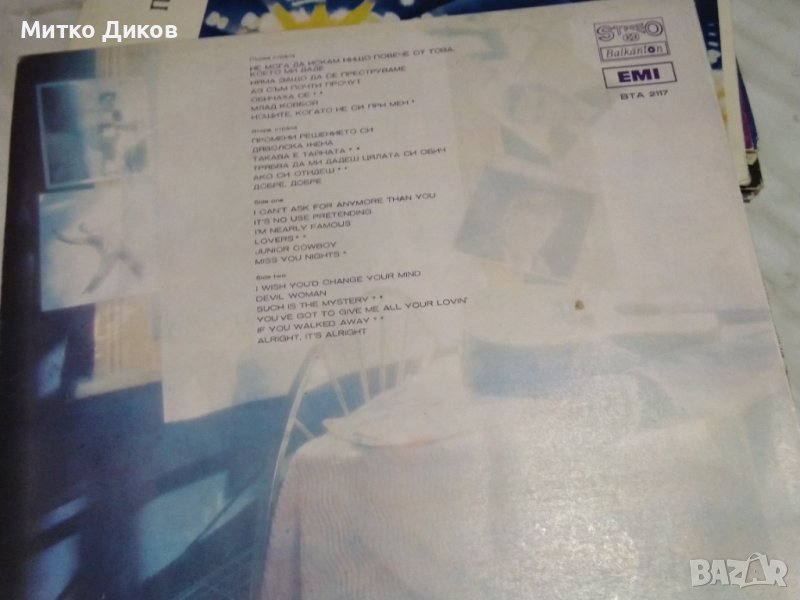 Митко Диков
П
Първа страна
НЕ МОГА ДА ИСКАМ НИЩО ПОВЕЧЕ ОТ ТОВА,
КОЕТО МИ ДАДЕ
НЯМА ЗАЩО ДА СЕ ПРЕСТРУВАМЕ
АЗ СЪМ ПОЧТИ ПРОЧУТ
ОБИЧАХА СЕ * *
МЛАД КОВБОЙ
НОЩИТЕ, КОГАТО НЕ СИ ПРИ МЕН *
Втора страна
ПРОМЕНИ РЕШЕНИЕТО СИ
ДЯВОЛСКА ЖЕНА
ТАКАВА Е ТАЙНАТА * *
ТРЯБВА ДА МИ ДАДЕШ ЦЯЛАТА СИ ОБИЧ
АКО СИ ОТИДЕШ * *
ДОБРЕ, ДОБРЕ
Side one
I CAN'T ASK FOR ANYMORE THAN YOU
IT'S NO USE PRETENDING
I'M NEARLY FAMOUS
LOVERS * *
JUNIOR COWBOY
MISS YOU NIGHTS *
Side two
I WISH YOU'D CHANGE YOUR MIND
DEVIL WOMAN
SUCH IS THE MYSTERY * *
YOU'VE GOT TO GIVE ME ALL YOUR LOVIN'
IF YOU WALKED AWAY * *
ALRIGHT, IT'S ALRIGHT
STEREO
Balkanton
EMI
ВТА 2117
BAZAR